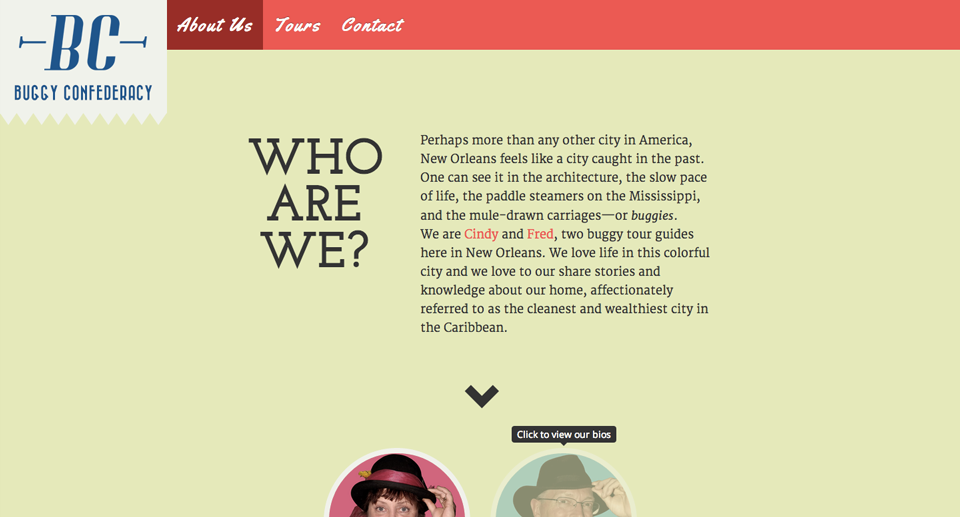 BC
BUGGY CONFEDERACY
About Us
Tours
Contact
WHO
ARE
WE?
Perhaps more than any other city in America,
New Orleans feels like a city caught in the past.
One can see it in the architecture, the slow pace
of life, the paddle steamers on the Mississippi,
and the mule-drawn carriages—or buggies.
We are Cindy and Fred, two buggy tour guides
here in New Orleans. We love life in this colorful
city and we love to our share stories and
knowledge about our home, affectionately
referred to as the cleanest and wealthiest city in
the Caribbean.
Click to view our bios